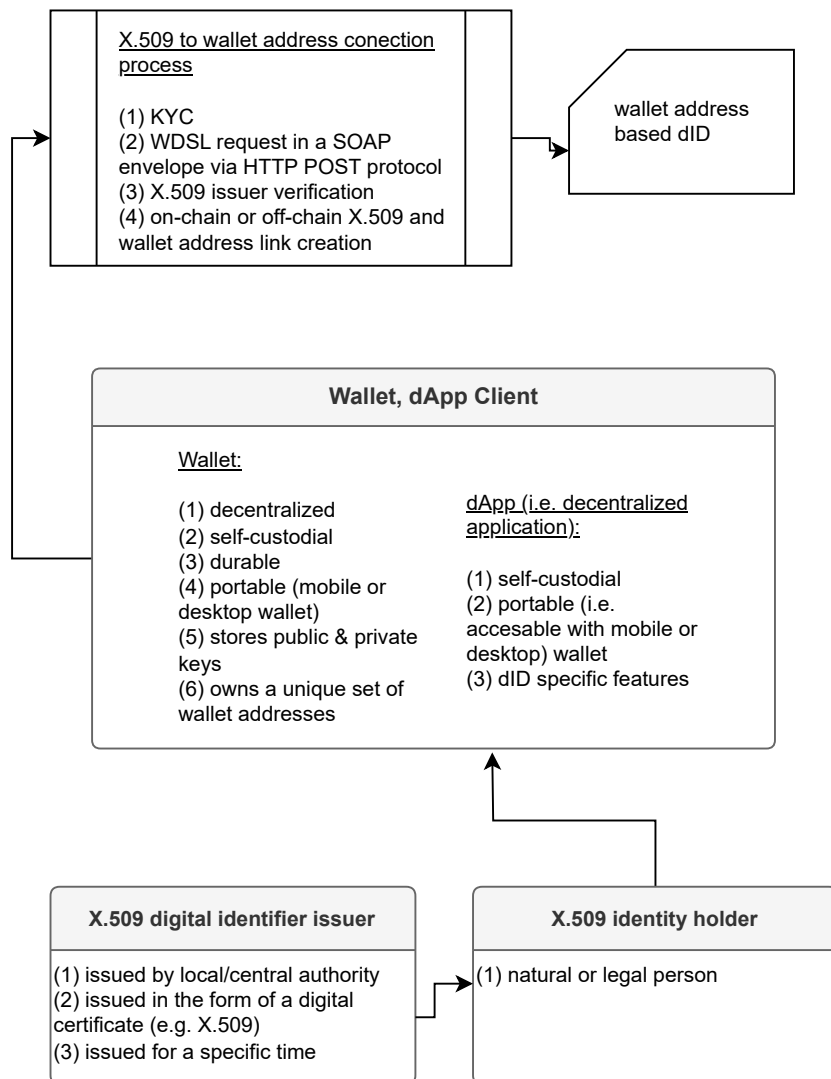 X.509 to wallet address conection
process
(1) KYC
(2) WDSL request in a SOAP
envelope via HTTP POST protocol
(3) X.509 issuer verification
(4) on-chain or off-chain X.509 and
wallet address link creation
wallet address
based dID
Wallet, dApp Client
Wallet:
(1) decentralized
(2) self-custodial
(3) durable
(4) portable (mobile or
desktop wallet)
(5) stores public & private
keys
(6) owns a unique set of
wallet addresses
dApp (i.e. decentralized
application):
(1) self-custodial
(2) portable (i.e.
accesable with mobile or
desktop) wallet
(3) dID specific features
X.509 digital identifier issuer
(1) issued by local/central authority
(2) issued in the form of a digital
certificate (e.g. X.509)
(3) issued for a specific time
X.509 identity holder
(1) natural or legal person